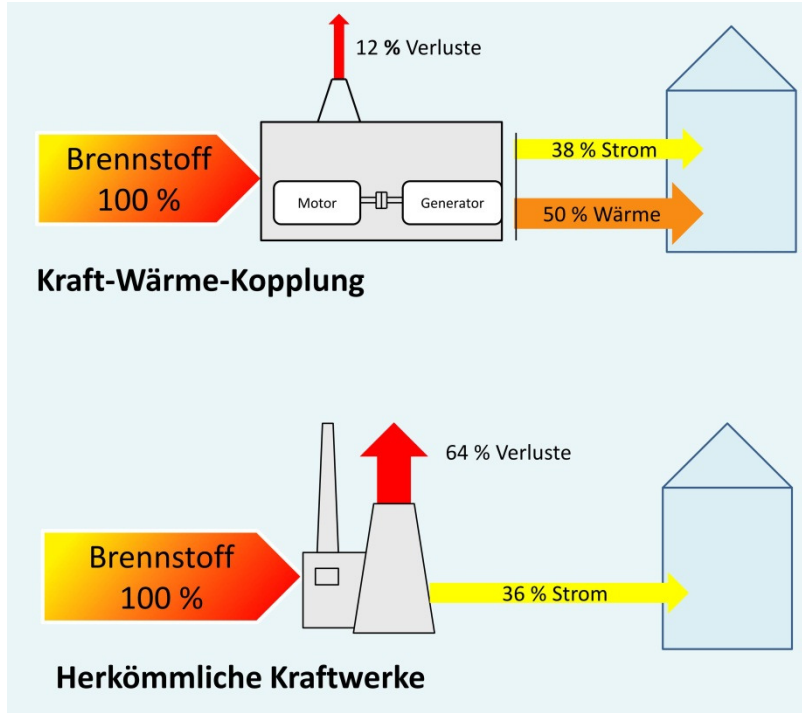 12 % Verluste
Brennstoff
100 %
38 % Strom
Motor
Generator
50 % Wärme
Kraft-Wärme-Kopplung
64 % Verluste
Brennstoff
100 %
36 % Strom
Herkömmliche Kraftwerke